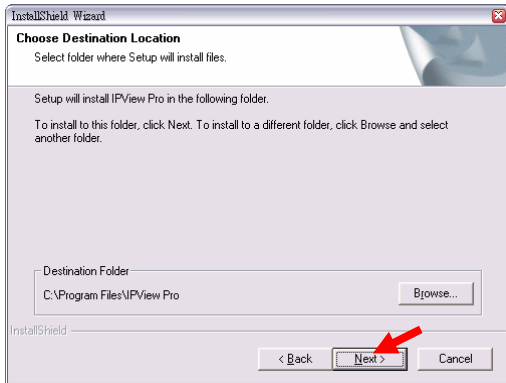 InstallShield Wizard
Choose Destination Location
Select folder where Setup will install files.
Setup will install IPView Pro in the following folder.
To install to this folder, click Next. To install to a different folder, click Browse and select
another folder.
Destination Folder
C:\Program Files\IPView Pro
Browse...
InstallShield
< Back
Next >
Cancel